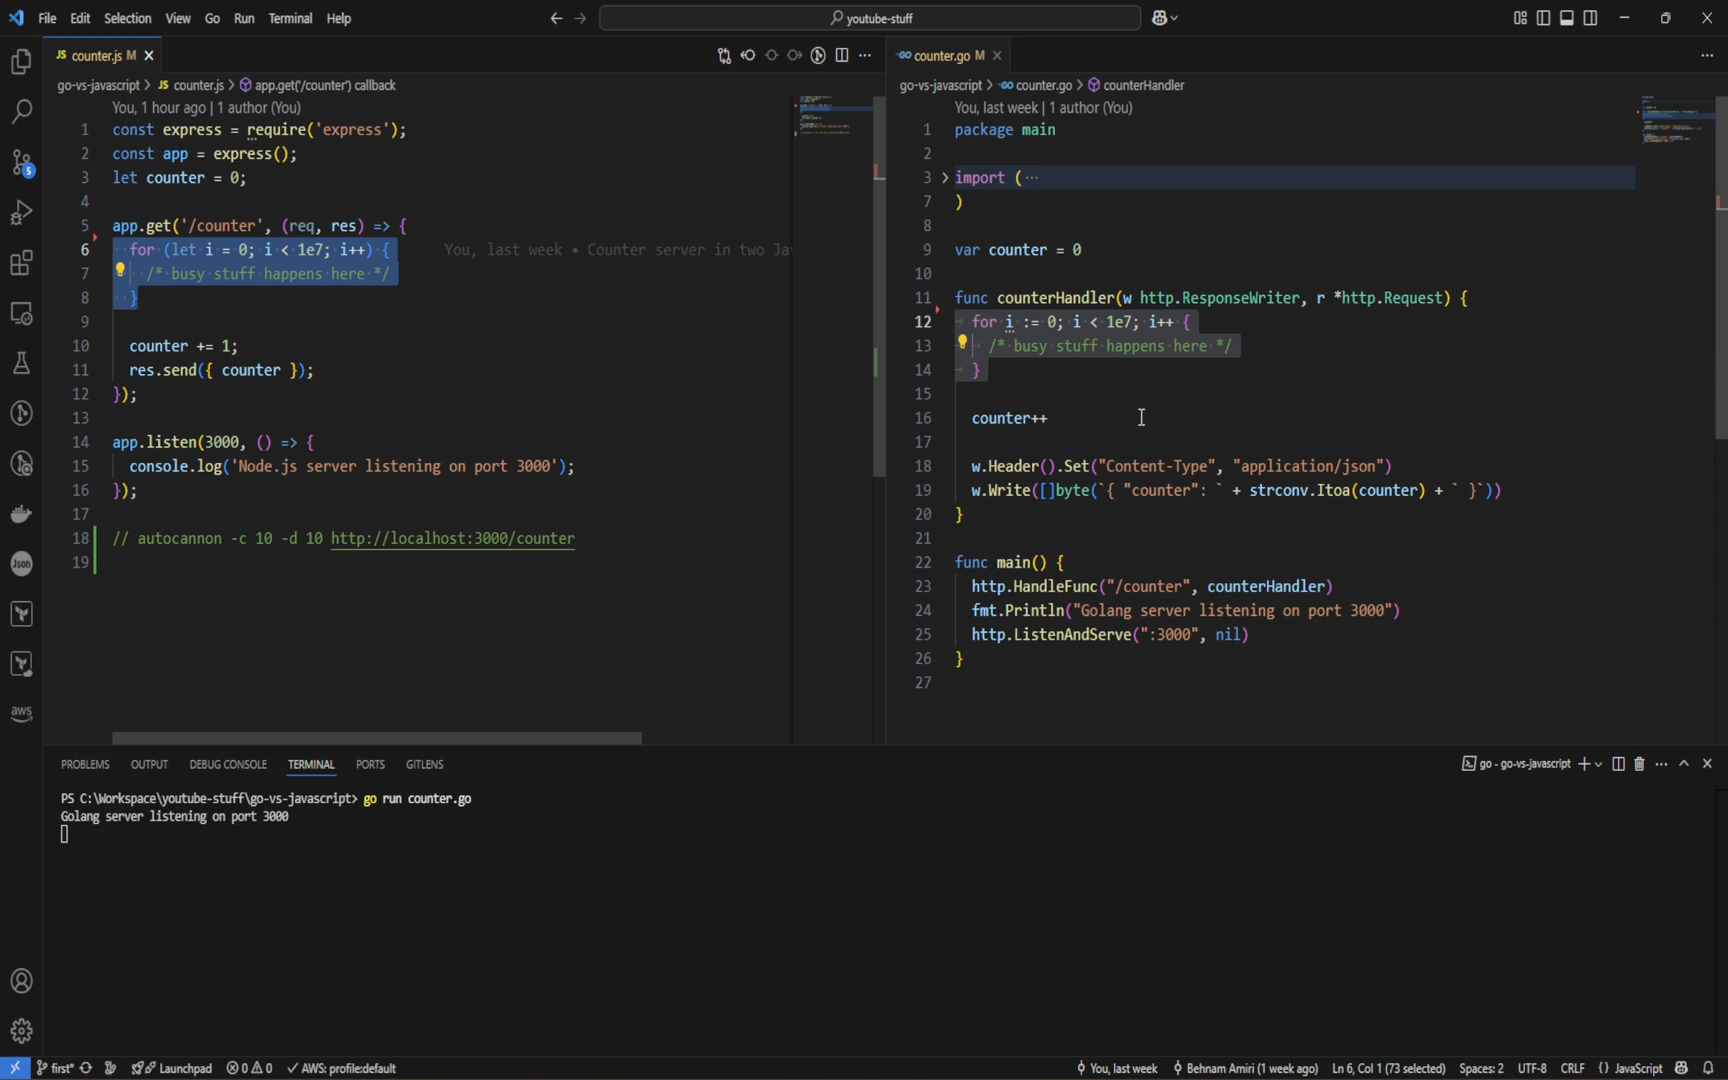 File Edit Selection View Go Run Terminal Help
youtube-stuff
JS counter.js M
GO counter.go M
go-vs-javascript > JS counter.js > app.get('/counter') callback
You, 1 hour ago | 1 author (You)
1 const express = require('express');
2 const app = express();
3 let counter = 0;
4
5 app.get('/counter', (req, res) => {
6 for (let i = 0; i < 1e7; i++) { You, last week • Counter server in two Jav
7 /* busy stuff happens here */
8 }
9
10 counter += 1;
11 res.send({ counter });
12 });
13
14 app.listen(3000, () => {
15 console.log('Node.js server listening on port 3000');
16 });
17
18 // autocannon -c 10 -d 10 http://localhost:3000/counter
19
go-vs-javascript > GO counter.go > counterHandler
You, last week | 1 author (You)
1 package main
2
3 import ( ...
7 )
8
9 var counter = 0
10
11 func counterHandler(w http.ResponseWriter, r *http.Request) {
12 for i := 0; i < 1e7; i++ {
13 /* busy stuff happens here */
14 }
15
16 counter++
17
18 w.Header().Set("Content-Type", "application/json")
19 w.Write([]byte(`{ "counter": ` + strconv.Itoa(counter) + ` }`))
20 }
21
22 func main() {
23 http.HandleFunc("/counter", counterHandler)
24 fmt.Println("Golang server listening on port 3000")
25 http.ListenAndServe(":3000", nil)
26 }
27
5
Json
aws
PROBLEMS OUTPUT DEBUG CONSOLE TERMINAL PORTS GITLENS
go - go-vs-javascript
PS C:\Workspace\youtube-stuff\go-vs-javascript> go run counter.go
Golang server listening on port 3000
first* Launchpad 0 0 AWS: profile:default
You, last week Behnam Amiri (1 week ago) Ln 6, Col 1 (73 selected) Spaces: 2 UTF-8 CRLF {} JavaScript